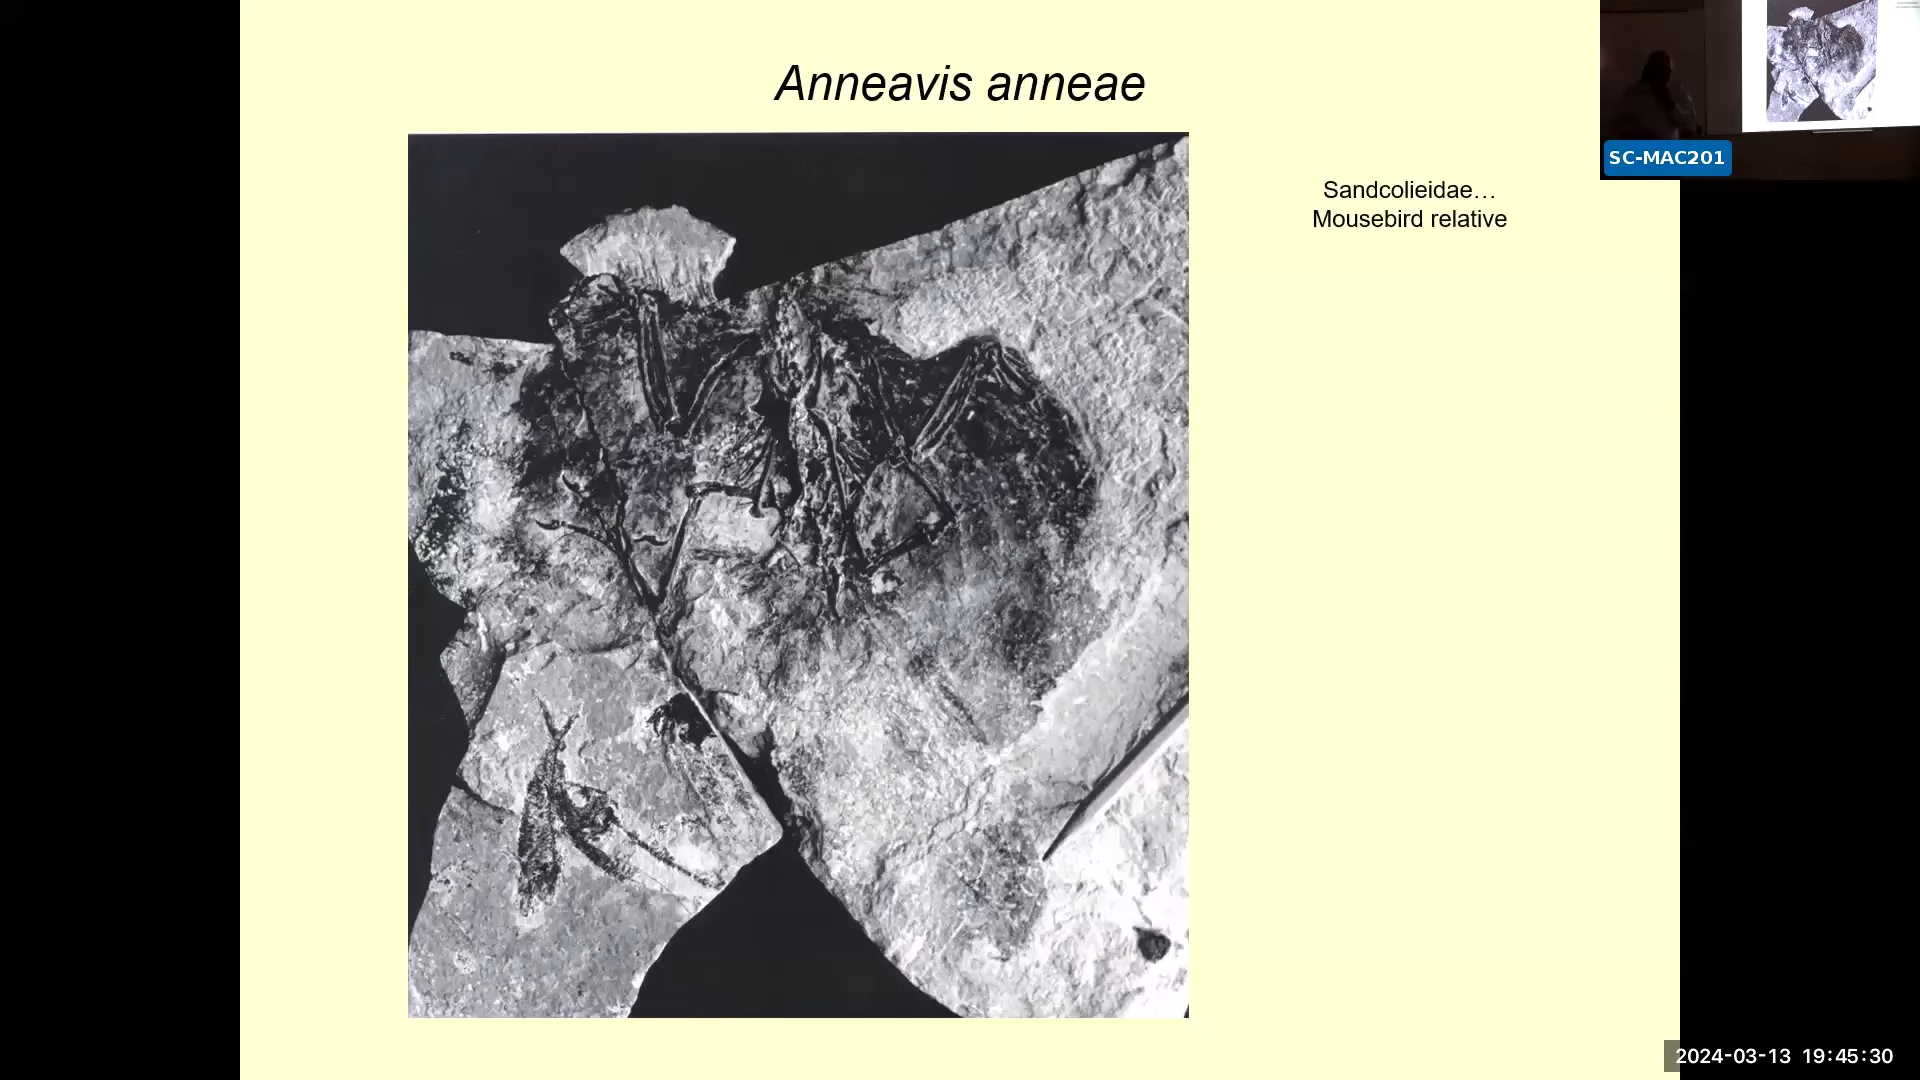 Anneavis anneae
SC-MAC201
Sandcolieidae…
Mousebird relative
2024-03-13 19:45:30